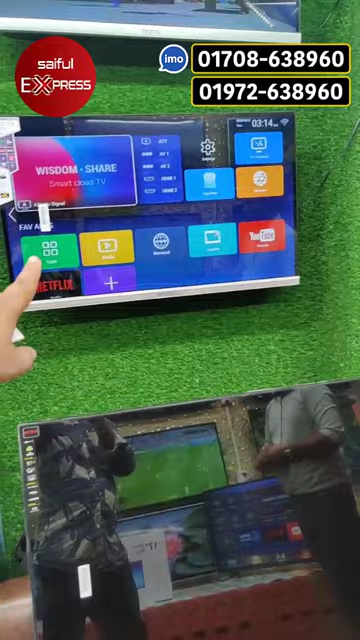 saiful
EXPRESS
imo
01708-638960
01972-638960
WISDOM-SHARE
Smart cloud TV
ATV
AV 1
AV 2
HDMI 1
HDMI 2
03:14
FAV APPS
Apps
Media
Network
YouTube
NETFLIX